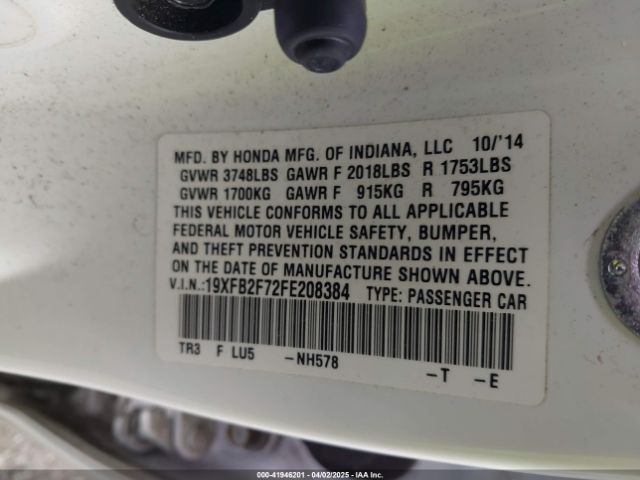 MFD. BY HONDA MFG. OF INDIANA, LLC 10/'14
GVWR 3748LBS GAWR F 2018LBS R 1753LBS
GVWR 1700KG GAWR F 915KG R 795KG
THIS VEHICLE CONFORMS TO ALL APPLICABLE
FEDERAL MOTOR VEHICLE SAFETY, BUMPER,
AND THEFT PREVENTION STANDARDS IN EFFECT
ON THE DATE OF MANUFACTURE SHOWN ABOVE.
V.I.N.:19XFB2F72FE208384 TYPE: PASSENGER CAR
TR3 F LU5 -NH578 -T -E
000-41946201 04/02/2025 IAA Inc.